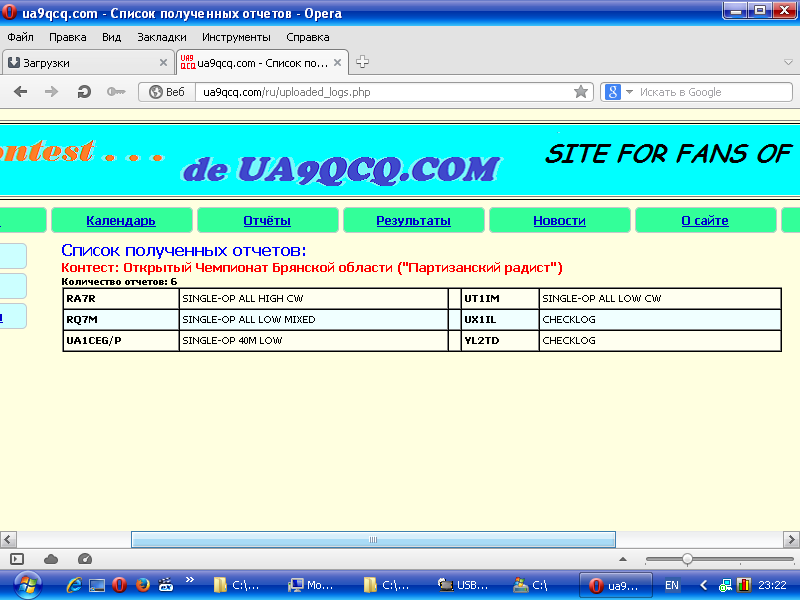 ua9qcq.com - Список полученных отчетов - Opera
Файл Правка Вид Закладки Инструменты Справка
Загрузки
UA9 QCQ ua9qcq.com - Список по...
Веб ua9qcq.com/ru/uploaded_logs.php Искать в Google
ontest . . . de UA9QCQ.COM SITE FOR FANS OF
Календарь Отчёты Результаты Новости О сайте
Список полученных отчетов:
Контест: Открытый Чемпионат Брянской области ("Партизанский радист")
Количество отчетов: 6
RA7R SINGLE-OP ALL HIGH CW UT1IM SINGLE-OP ALL LOW CW
RQ7M SINGLE-OP ALL LOW MIXED UX1IL CHECKLOG
UA1CEG/P SINGLE-OP 40M LOW YL2TD CHECKLOG
C:\... Mo... C:\... USB... C:\ ua9... EN 23:22